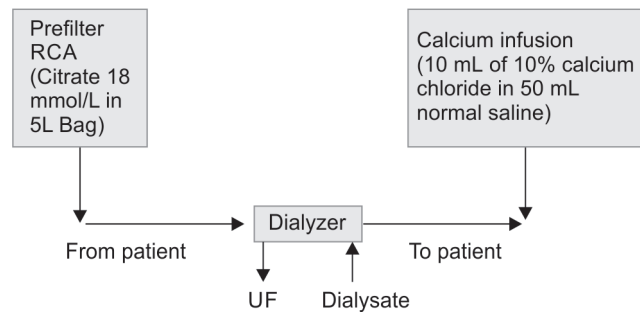 Prefilter
RCA
(Citrate 18
mmol/L in
5L Bag)
Calcium infusion
(10 mL of 10% calcium
chloride in 50 mL
normal saline)
Dialyzer
From patient
To patient
UF
Dialysate